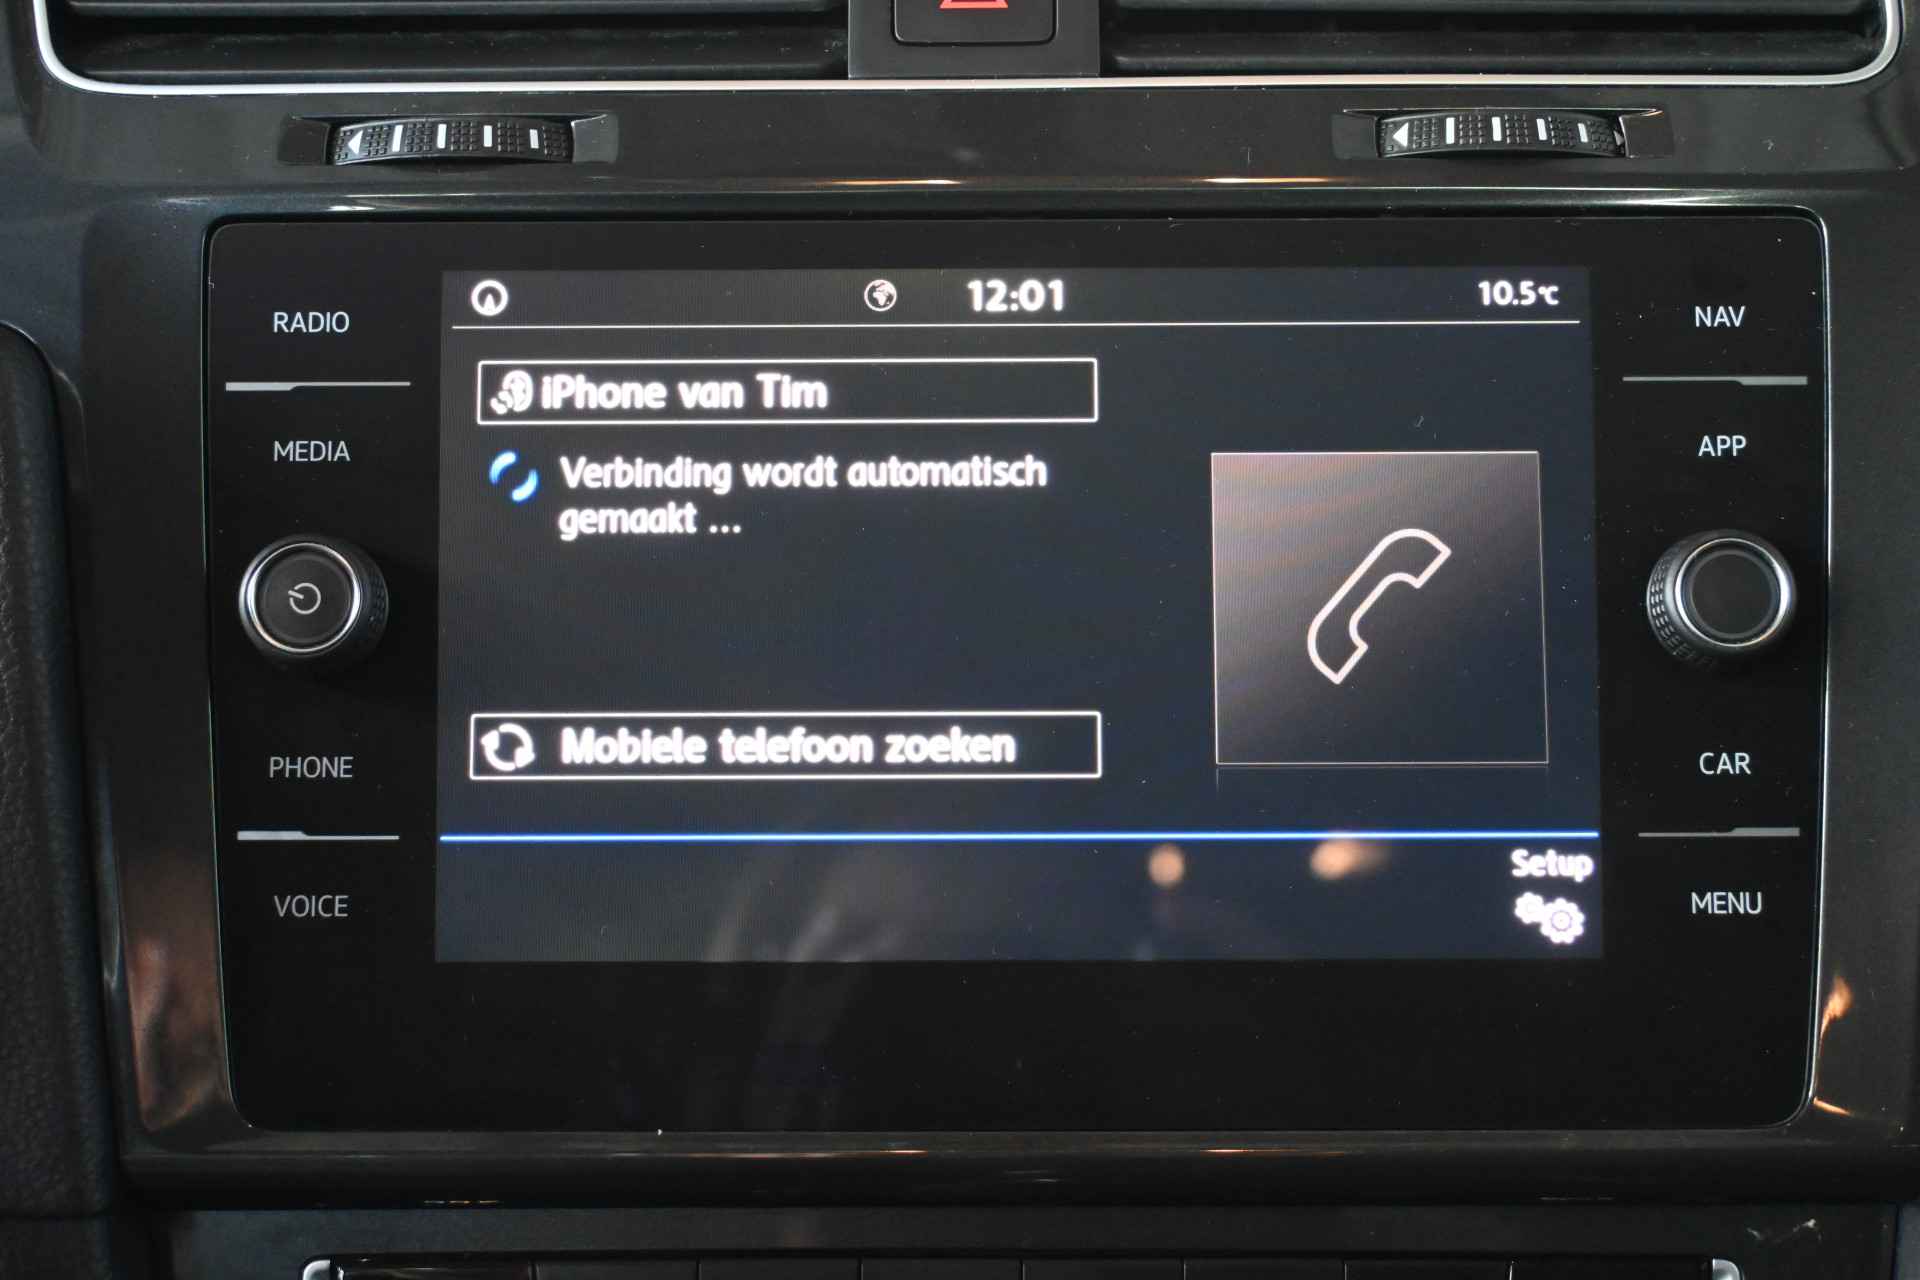 12:01
10.5°C
RADIO
NAV
iPhone van Tim
MEDIA
APP
Verbinding wordt automatisch
gemaakt ...
Mobiele telefoon zoeken
PHONE
CAR
Setup
VOICE
MENU